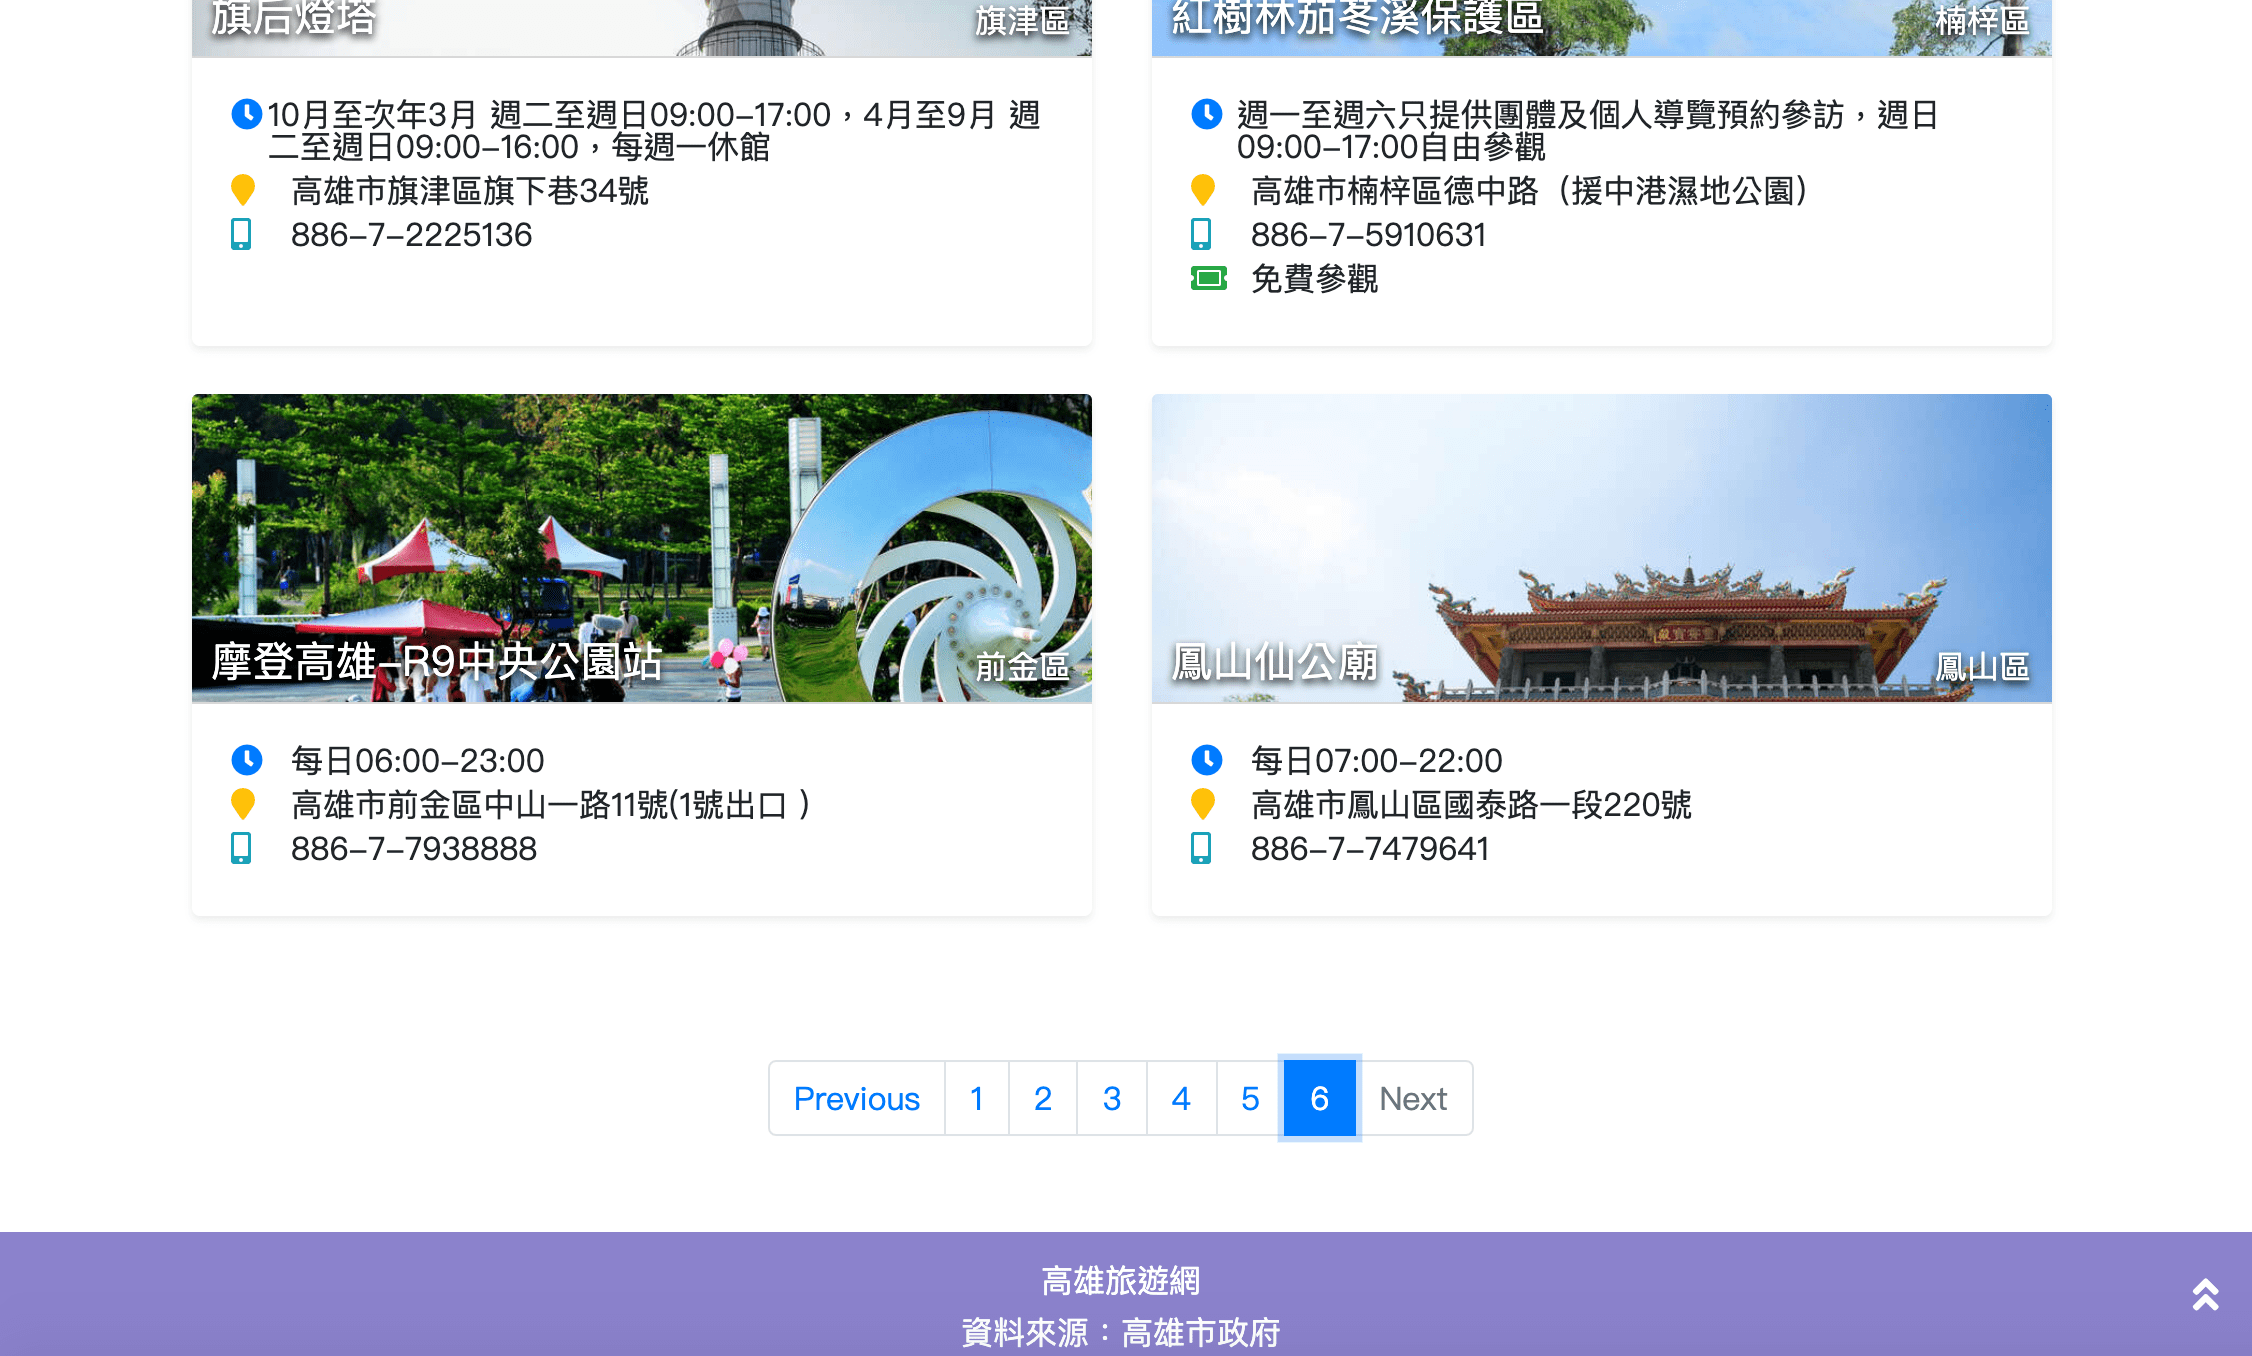 旗后燈塔
旗津區
10月至次年3月 週二至週日09:00–17:00，4月至9月 週
二至週日09:00–16:00，每週一休館
高雄市旗津區旗下巷34號
886–7–2225136
紅樹林茄苳溪保護區
楠梓區
週一至週六只提供團體及個人導覽預約參訪，週日
09:00–17:00自由參觀
高雄市楠梓區德中路（援中港濕地公園）
886–7–5910631
免費參觀
摩登高雄–R9中央公園站
前金區
每日06:00–23:00
高雄市前金區中山一路11號(1號出口 )
886–7–7938888
鳳山仙公廟
鳳山區
每日07:00–22:00
高雄市鳳山區國泰路一段220號
886–7–7479641
Previous 1 2 3 4 5 6 Next
高雄旅遊網
資料來源：高雄市政府